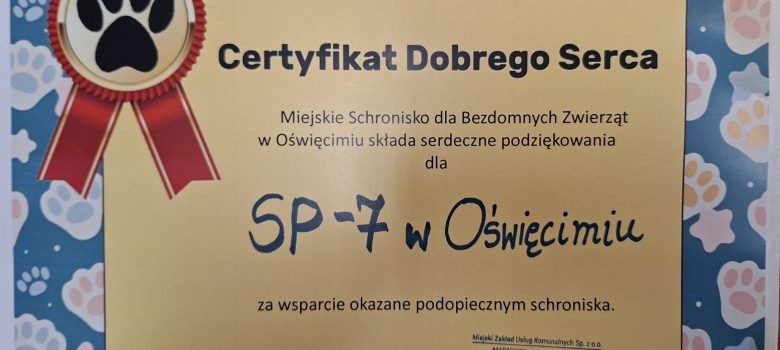 Certyfikat Dobrego Serca
Miejskie Schronisko dla Bezdomnych Zwierząt
w Oświęcimiu składa serdeczne podziękowania
dla
SP-7 w Oświęcimiu
za wsparcie okazane podopiecznym schroniska.
Miejski Zakład Usług Komunalnych Sp. z o.o.